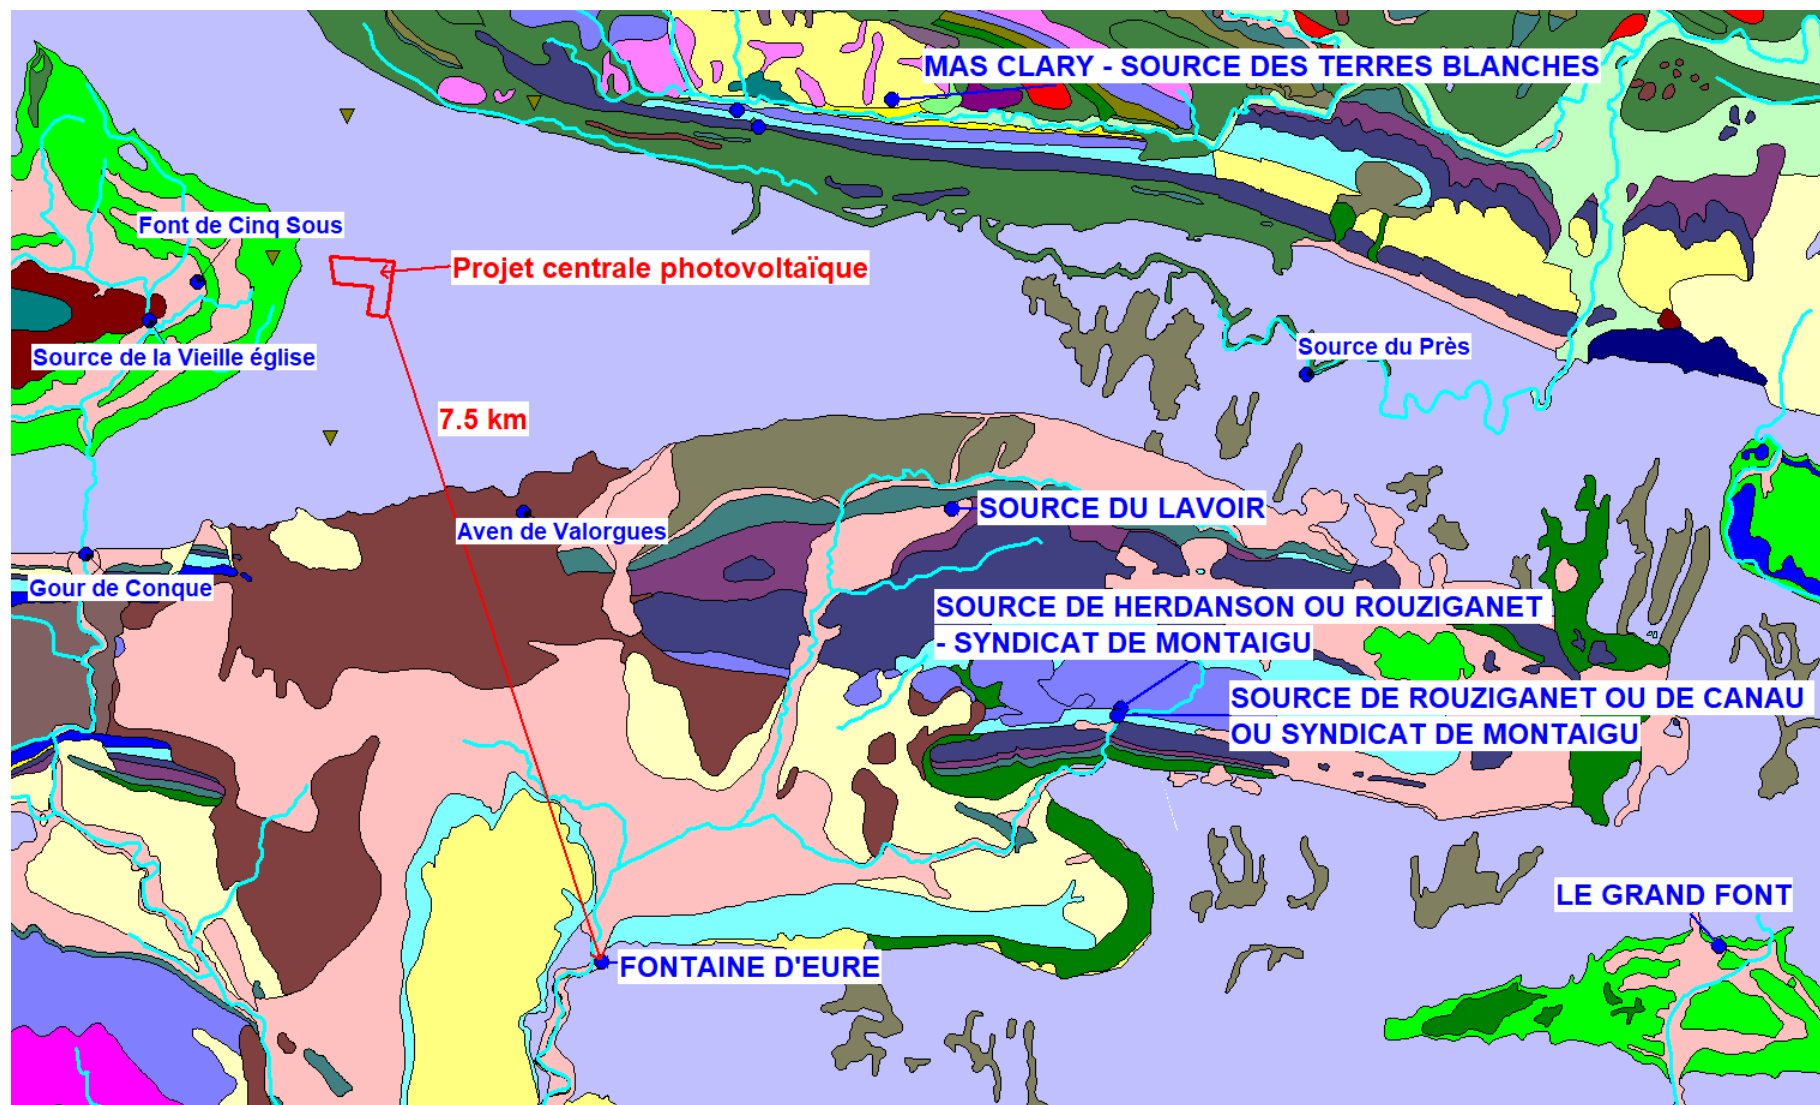 MAS CLARY - SOURCE DES TERRES BLANCHES
Font de Cinq Sous
Projet centrale photovoltaïque
Source de la Vieille église
Source du Près
7.5 km
SOURCE DU LAVOIR
Aven de Valorgues
Gour de Conque
SOURCE DE HERDANSON OU ROUZIGANET
- SYNDICAT DE MONTAIGU
SOURCE DE ROUZIGANET OU DE CANAU
OU SYNDICAT DE MONTAIGU
LE GRAND FONT
FONTAINE D'EURE